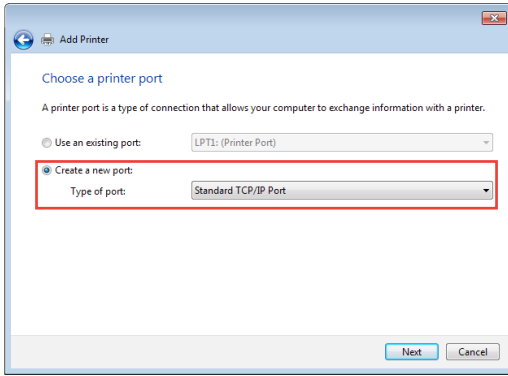 Add Printer
Choose a printer port
A printer port is a type of connection that allows your computer to exchange information with a printer.
Use an existing port: LPT1: (Printer Port)
Create a new port:
Type of port: Standard TCP/IP Port
Next Cancel